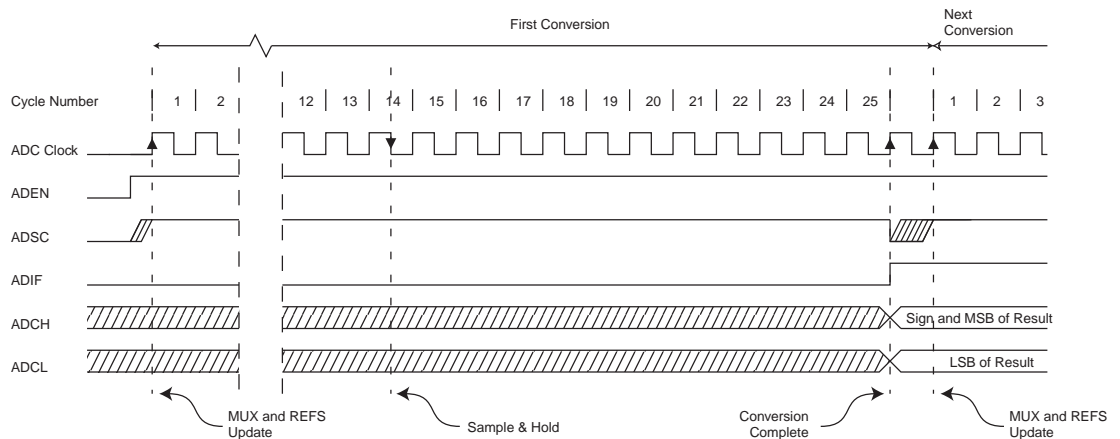 First Conversion
Next
Conversion
Cycle Number 1 2 12 13 14 15 16 17 18 19 20 21 22 23 24 25 1 2 3
ADC Clock
ADEN
ADSC
ADIF
ADCH Sign and MSB of Result
ADCL LSB of Result
MUX and REFS
Update
Sample & Hold
Conversion
Complete
MUX and REFS
Update